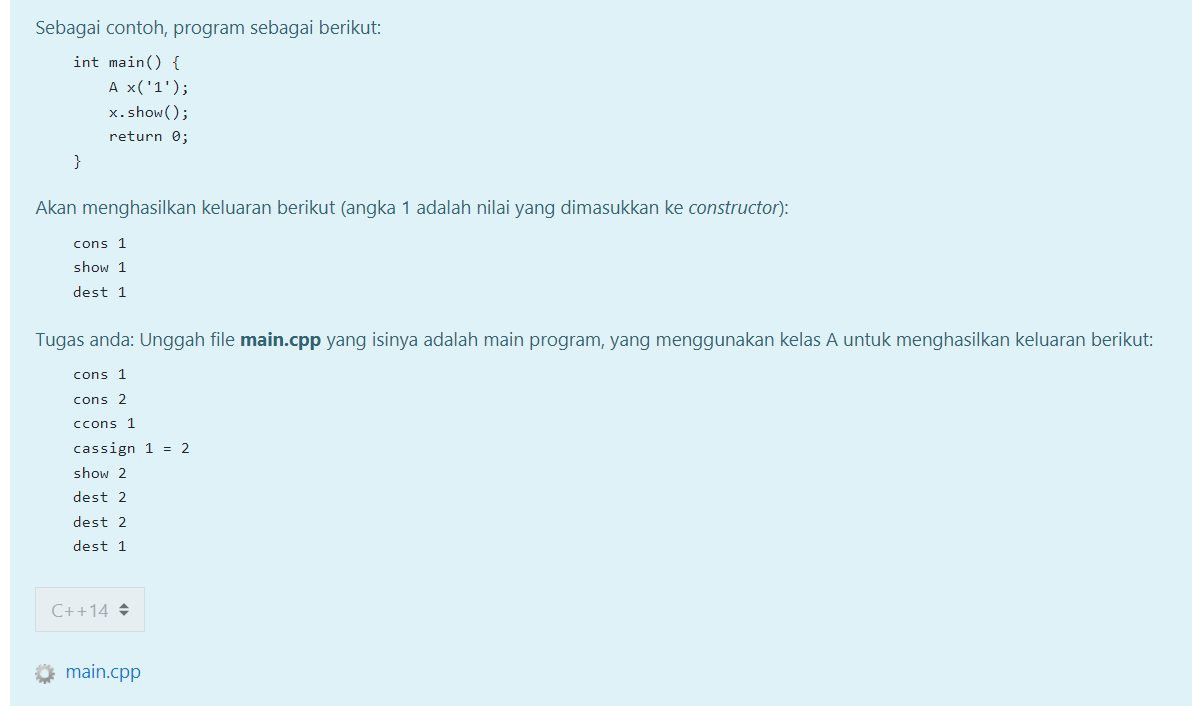 Sebagai contoh, program sebagai berikut:
int main() {
    A x('1');
    x.show();
    return 0;
}
Akan menghasilkan keluaran berikut (angka 1 adalah nilai yang dimasukkan ke constructor):
cons 1
show 1
dest 1
Tugas anda: Unggah file main.cpp yang isinya adalah main program, yang menggunakan kelas A untuk menghasilkan keluaran berikut:
cons 1
cons 2
ccons 1
cassign 1 = 2
show 2
dest 2
dest 2
dest 1
C++14
main.cpp